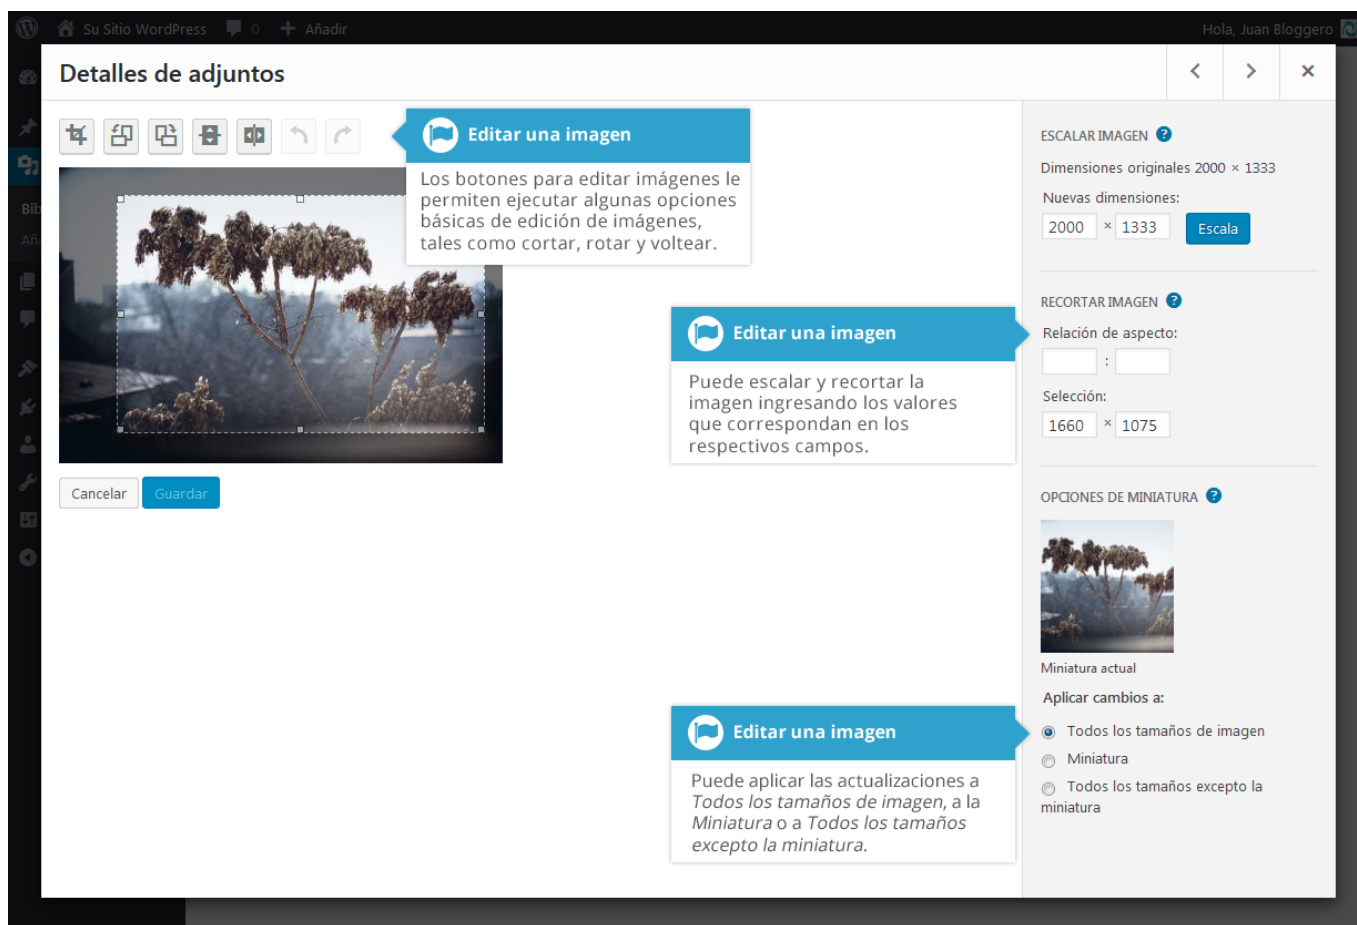 Su Sitio WordPress 0 Añadir Hola, Juan Bloggero
Detalles de adjuntos
Bib
Aña
Editar una imagen
Los botones para editar imágenes le
permiten ejecutar algunas opciones
básicas de edición de imágenes,
tales como cortar, rotar y voltear.
Cancelar Guardar
ESCALAR IMAGEN ?
Dimensiones originales 2000 × 1333
Nuevas dimensiones:
2000 × 1333 Escala
Editar una imagen
Puede escalar y recortar la
imagen ingresando los valores
que correspondan en los
respectivos campos.
RECORTAR IMAGEN ?
Relación de aspecto:
:
Selección:
1660 × 1075
OPCIONES DE MINIATURA ?
Miniatura actual
Aplicar cambios a:
Todos los tamaños de imagen
Miniatura
Todos los tamaños excepto la
miniatura
Editar una imagen
Puede aplicar las actualizaciones a
Todos los tamaños de imagen, a la
Miniatura o a Todos los tamaños
excepto la miniatura.